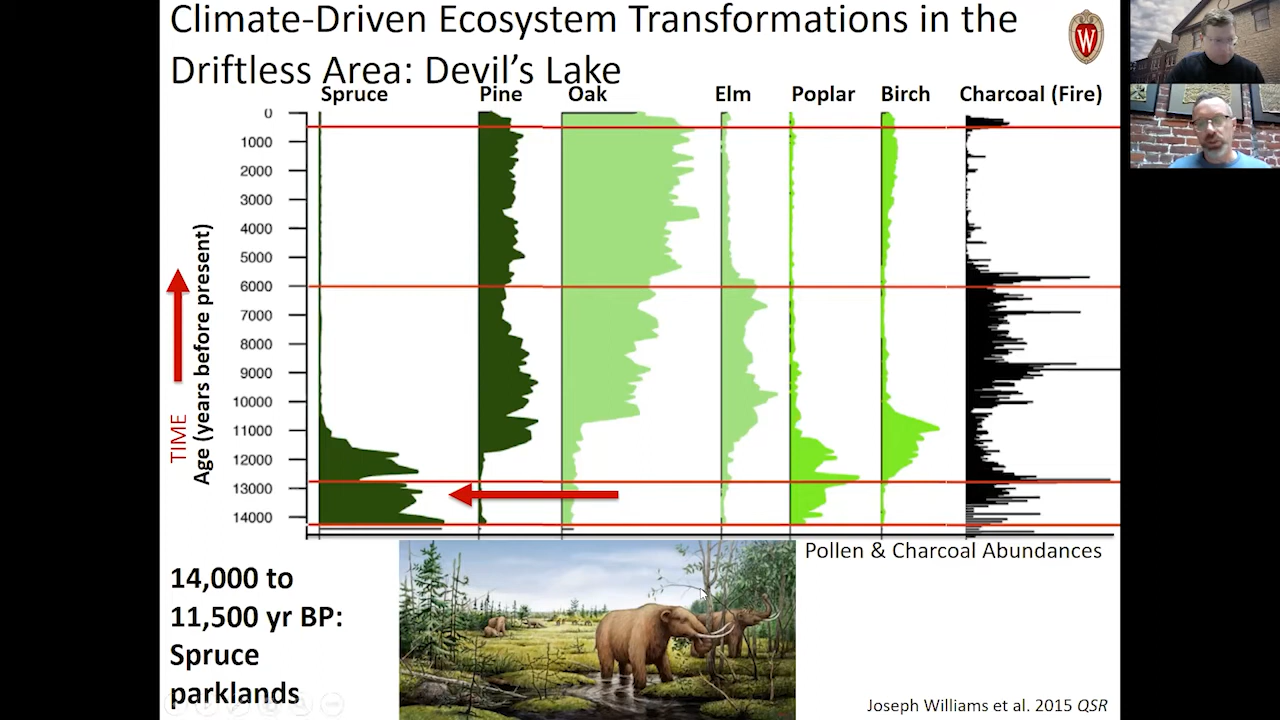 Climate-Driven Ecosystem Transformations in the
Driftless Area: Devil's Lake
W
Spruce Pine Oak Elm Poplar Birch Charcoal (Fire)
0
1000
2000
3000
4000
5000
6000
7000
8000
9000
10000
11000
12000
13000
14000
TIME
Age (years before present)
Pollen & Charcoal Abundances
14,000 to
11,500 yr BP:
Spruce
parklands
Joseph Williams et al. 2015 QSR